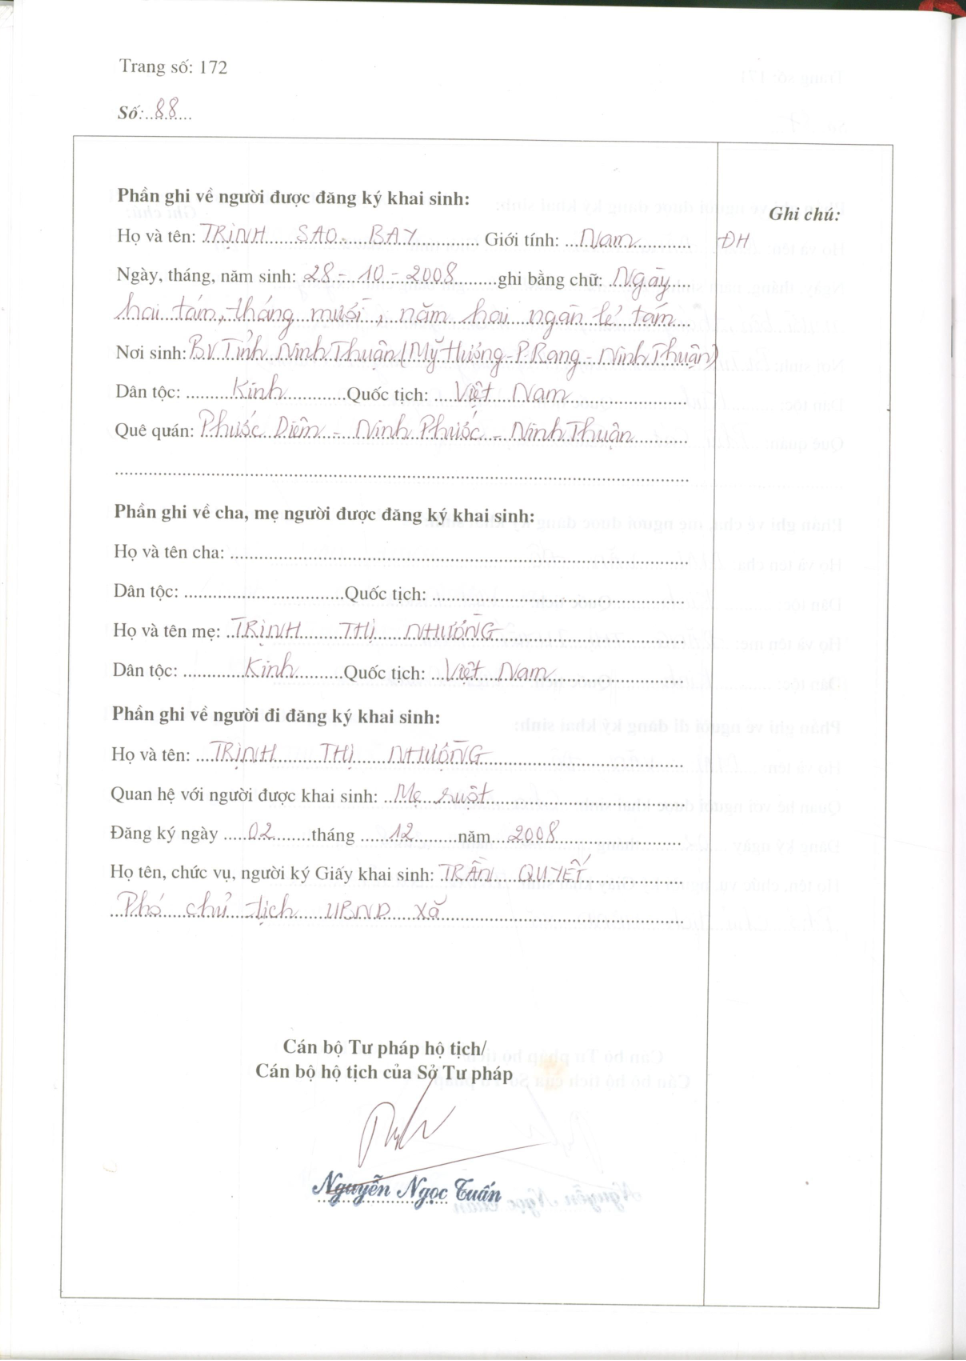 Trang số: 172
Số: 88
Phần ghi về người được đăng ký khai sinh:
Ghi chú:
Họ và tên: TRỊNH SAO BAY Giới tính: Nam
ĐH
Ngày, tháng, năm sinh: 28-10-2008 ghi bằng chữ: Ngày
hai tám, tháng mười, năm hai ngàn lẻ tám
Nơi sinh: BV Tỉnh Ninh Thuận (Mỹ Hương - P.Rang - Ninh Thuận)
Dân tộc: Kinh Quốc tịch: Việt Nam
Quê quán: Phước Diêm - Ninh Phước - Ninh Thuận
Phần ghi về cha, mẹ người được đăng ký khai sinh:
Họ và tên cha:
Dân tộc: Quốc tịch:
Họ và tên mẹ: TRỊNH THỊ NHƯỜNG
Dân tộc: Kinh Quốc tịch: Việt Nam
Phần ghi về người đi đăng ký khai sinh:
Họ và tên: TRỊNH THỊ NHƯỜNG
Quan hệ với người được khai sinh: Mẹ ruột
Đăng ký ngày 02 tháng 12 năm 2008
Họ tên, chức vụ, người ký Giấy khai sinh: TRẦN QUYẾT
Phó chủ tịch UBND xã
Cán bộ Tư pháp hộ tịch/
Cán bộ hộ tịch của Sở Tư pháp
Nguyễn Ngọc Tuấn